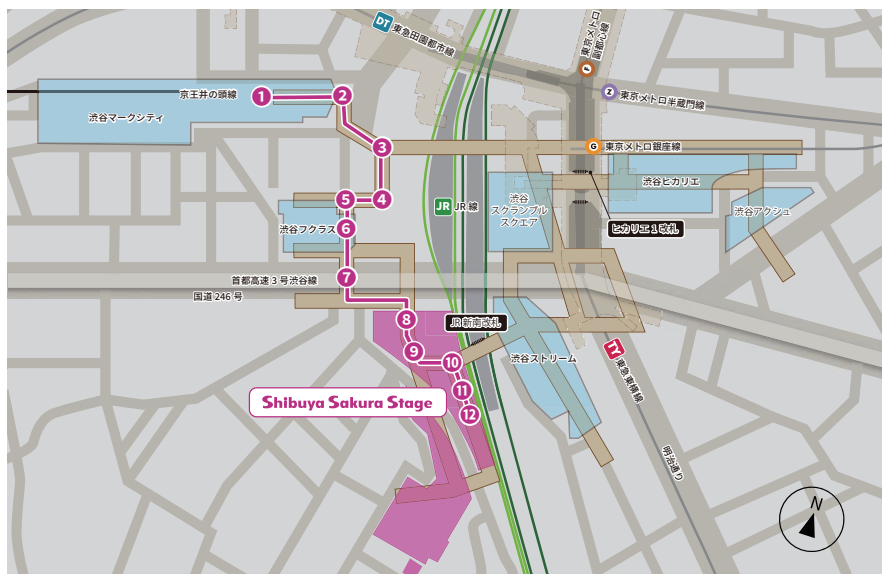 DT 東急田園都市線
東京メトロ
副都心線
F
京王井の頭線
1
2
Z 東京メトロ半蔵門線
渋谷マークシティ
3
G 東京メトロ銀座線
渋谷ヒカリエ
5
4
JR JR 線
渋谷
スクランブル
スクエア
渋谷アクシュ
渋谷フクラス
6
ヒカリエ 1 改札
首都高速 3 号渋谷線
7
国道 246 号
8
JR 新南改札
9
10
渋谷ストリーム
TY 東急東横線
11
Shibuya Sakura Stage
12
明治通り
N